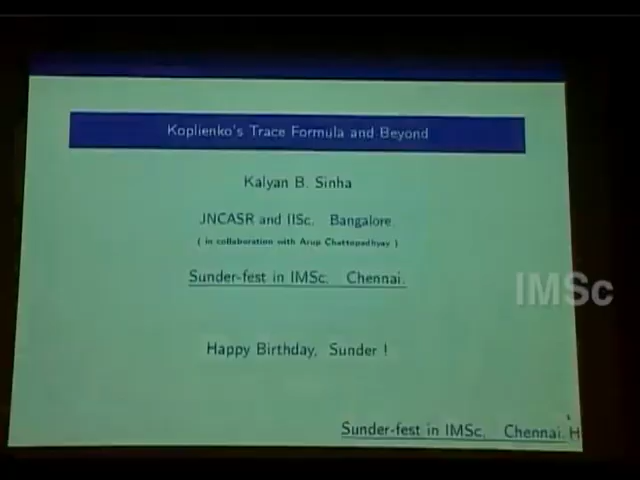 Koplienko's Trace Formula and Beyond
Kalyan B. Sinha
JNCASR and IISc. Bangalore
( in collaboration with Arup Chattopadhyay )
Sunder-fest in IMSc. Chennai.
IMSc
Happy Birthday, Sunder !
Sunder-fest in IMSc. Chennai. H